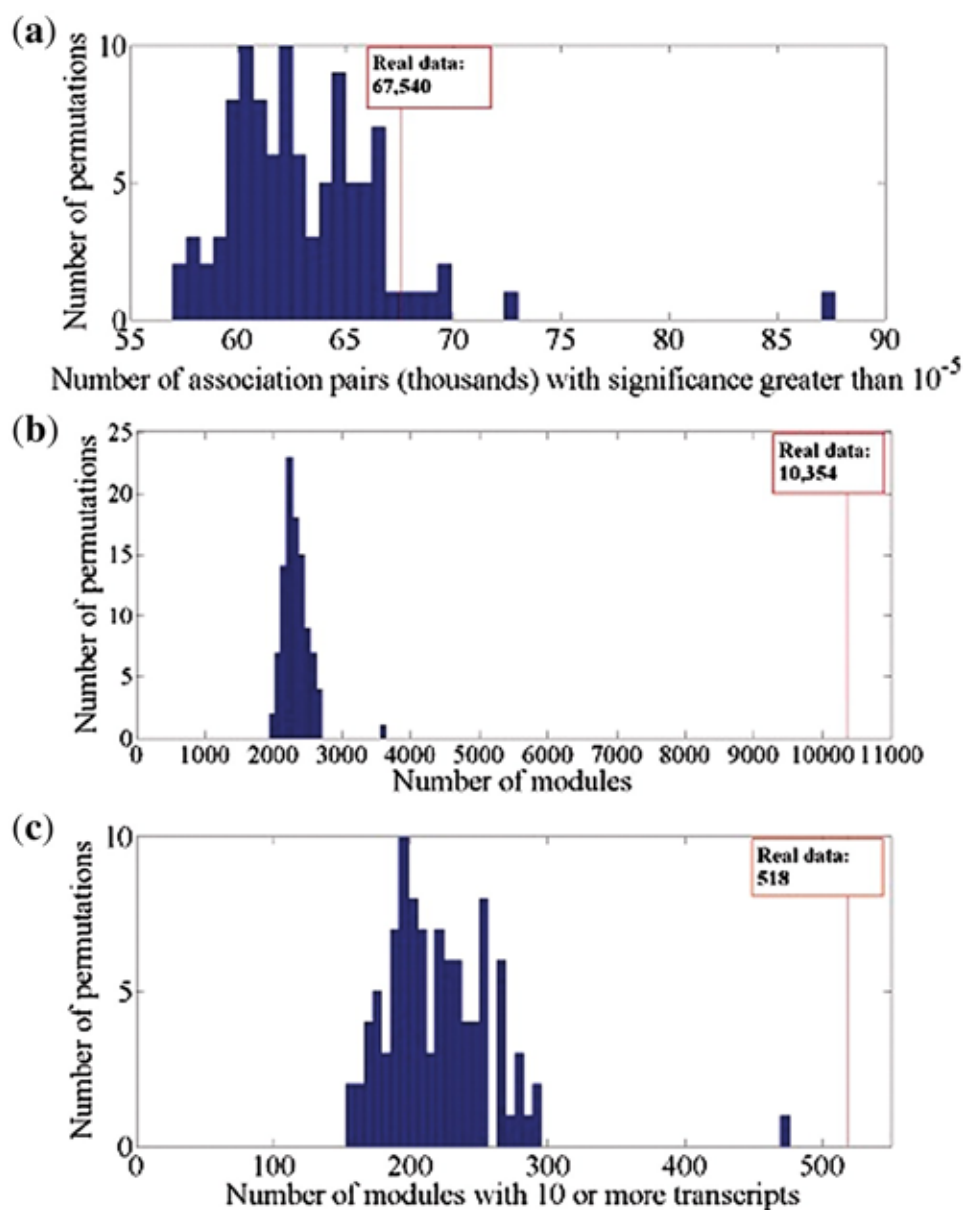 (a)
Number of permutations
10
5
0
Real data:
67,540
55 60 65 70 75 80 85 90
Number of association pairs (thousands) with significance greater than 10-5
(b)
Number of permutations
25
20
15
10
5
0
Real data:
10,354
0 1000 2000 3000 4000 5000 6000 7000 8000 9000 10000 11000
Number of modules
(c)
Number of permutations
10
5
0
Real data:
518
0 100 200 300 400 500
Number of modules with 10 or more transcripts